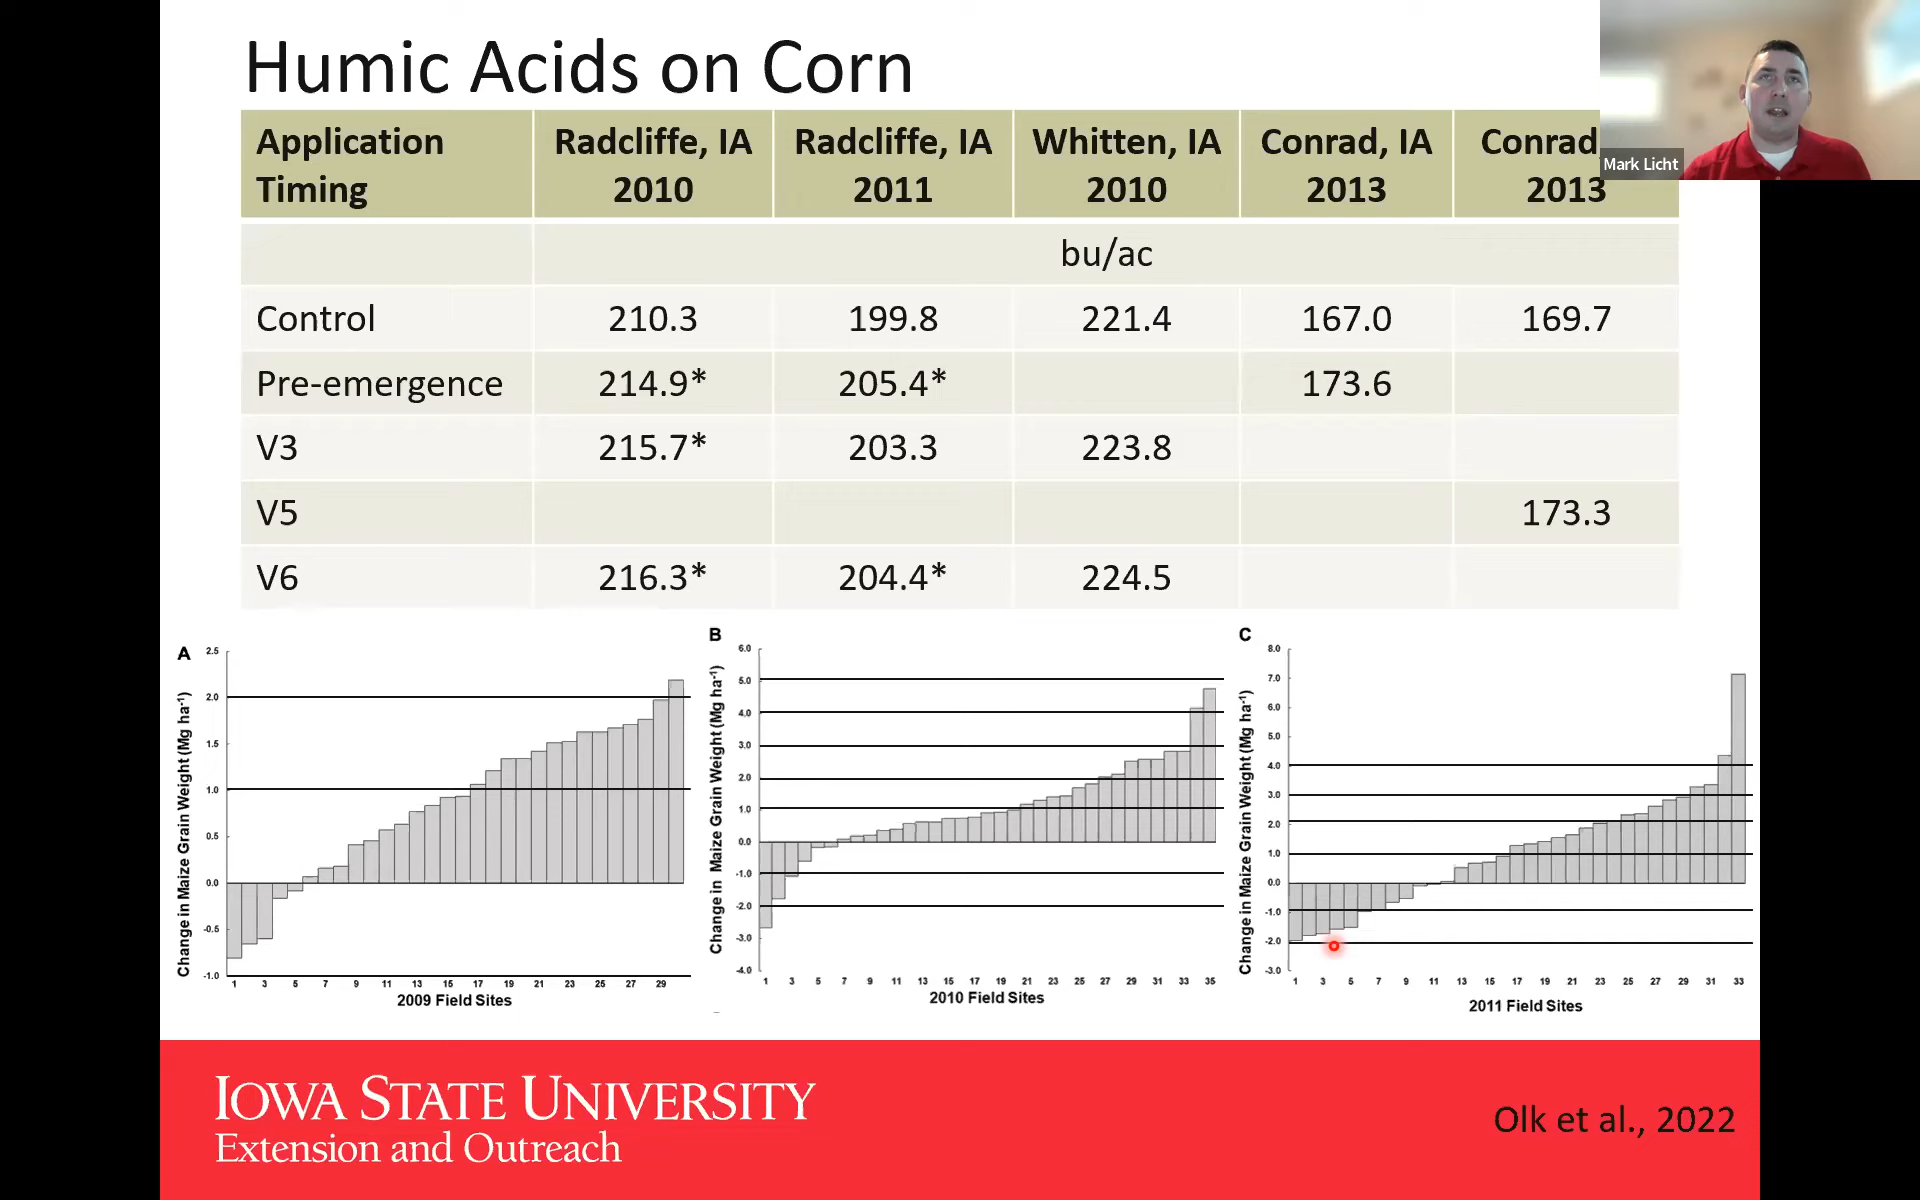 Humic Acids on Corn
Mark Licht
Application Timing Radcliffe, IA 2010 Radcliffe, IA 2011 Whitten, IA 2010 Conrad, IA 2013 Conrad 2013
bu/ac
Control 210.3 199.8 221.4 167.0 169.7
Pre-emergence 214.9* 205.4* 173.6
V3 215.7* 203.3 223.8
V5 173.3
V6 216.3* 204.4* 224.5
A
Change in Maize Grain Weight (Mg ha⁻¹)
2.5
2.0
1.5
1.0
0.5
0.0
-0.5
-1.0
1 3 5 7 9 11 13 15 17 19 21 23 25 27 29
2009 Field Sites
B
Change in Maize Grain Weight (Mg ha⁻¹)
6.0
5.0
4.0
3.0
2.0
1.0
0.0
-1.0
-2.0
-3.0
-4.0
1 3 5 7 9 11 13 15 17 19 21 23 25 27 29 31 33 35
2010 Field Sites
C
Change in Maize Grain Weight (Mg ha⁻¹)
8.0
7.0
6.0
5.0
4.0
3.0
2.0
1.0
0.0
-1.0
-2.0
-3.0
1 3 5 7 9 11 13 15 17 19 21 23 25 27 29 31 33
2011 Field Sites
IOWA STATE UNIVERSITY
Extension and Outreach
Olk et al., 2022